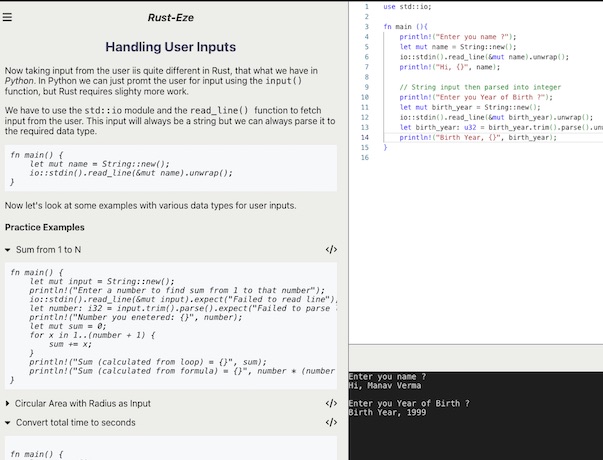 Rust-Eze
Handling User Inputs
Now taking input from the user iis quite different in Rust, that what we have in
Python. In Python we can just promt the user for input using the input()
function, but Rust requires slighty more work.
We have to use the std::io module and the read_line() function to fetch
input from the user. This input will always be a string but we can always parse it to
the required data type.
fn main() {
    let mut name = String::new();
    io::stdin().read_line(&mut name).unwrap();
}
Now let's look at some examples with various data types for user inputs.
Practice Examples
Sum from 1 to N </>
fn main() {
    let mut input = String::new();
    println!("Enter a number to find sum from 1 to that number");
    io::stdin().read_line(&mut input).expect("Failed to read line")
    let number: i32 = input.trim().parse().expect("Failed to parse
    println!("Number you enetered: {}", number);
    let mut sum = 0;
    for x in 1..(number + 1) {
        sum += x;
    }
    println!("Sum (calculated from loop) = {}", sum);
    println!("Sum (calculated from formula) = {}", number * (number
}
Circular Area with Radius as Input </>
Convert total time to seconds </>
fn main() {
1 use std::io;
2
3 fn main (){
4     println!("Enter you name ?");
5     let mut name = String::new();
6     io::stdin().read_line(&mut name).unwrap();
7     println!("Hi, {}", name);
8
9     // String input then parsed into integer
10     println!("Enter you Year of Birth ?");
11     let mut birth_year = String::new();
12     io::stdin().read_line(&mut birth_year).unwrap();
13     let birth_year: u32 = birth_year.trim().parse().un
14     println!("Birth Year, {}", birth_year);
15 }
16
Enter you name ?
Hi, Manav Verma
Enter you Year of Birth ?
Birth Year, 1999